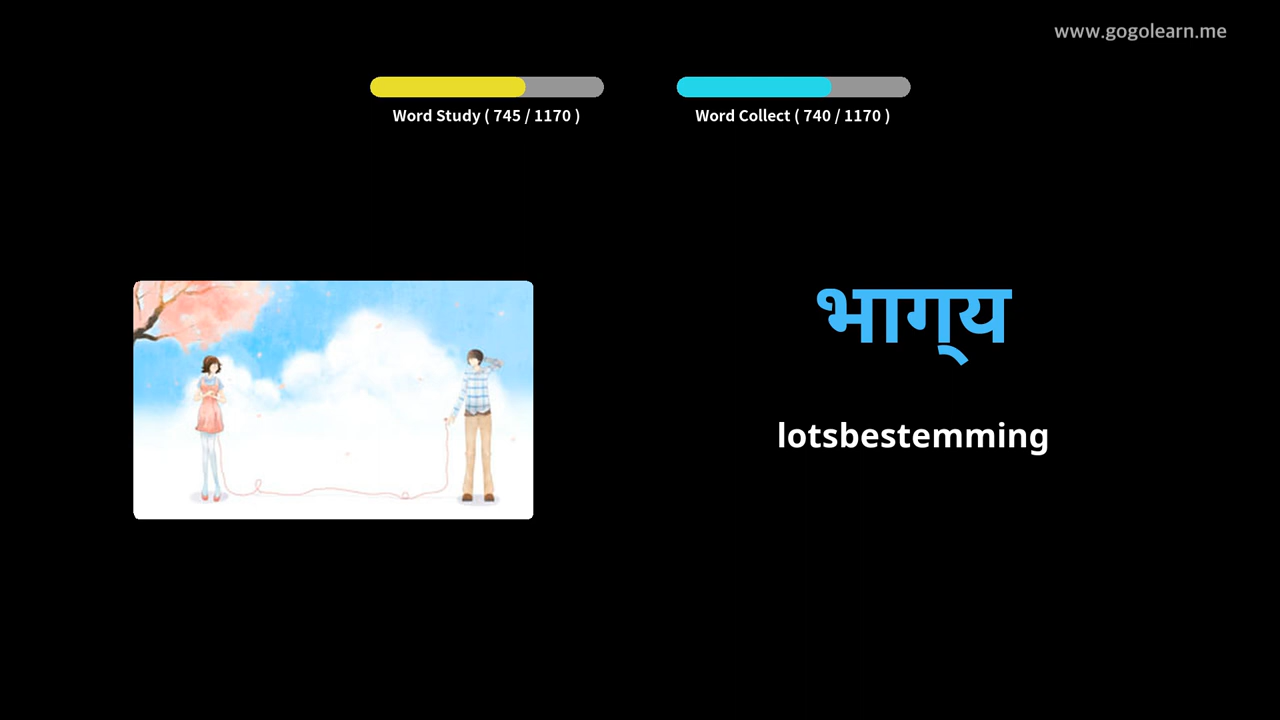 www.gogolearn.me
Word Study ( 745 / 1170 )
Word Collect ( 740 / 1170 )
भाग्‍य
lotsbestemming